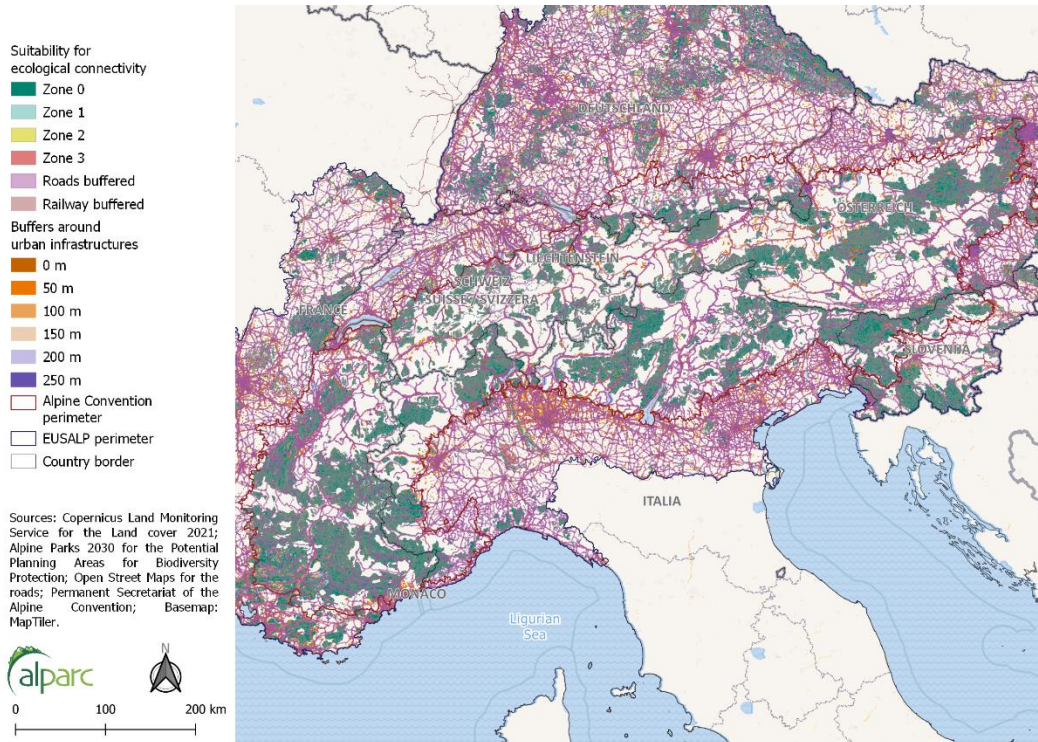 Suitability for
ecological connectivity
Zone 0
Zone 1
Zone 2
Zone 3
Roads buffered
Railway buffered
Buffers around
urban infrastructures
0 m
50 m
100 m
150 m
200 m
250 m
Alpine Convention
perimeter
EUSALP perimeter
Country border
Sources: Copernicus Land Monitoring
Service for the Land cover 2021;
Alpine Parks 2030 for the Potential
Planning Areas for Biodiversity
Protection; Open Street Maps for the
roads; Permanent Secretariat of the
Alpine Convention; Basemap:
MapTiler.
alparc
N
0 100 200 km
DEUTSCHLAND
ÖSTERREICH
LIECHTENSTEIN
SCHWEIZ
SUISSE / SVIZZERA
FRANCE
SLOVENIJA
ITALIA
MONACO
Ligurian
Sea